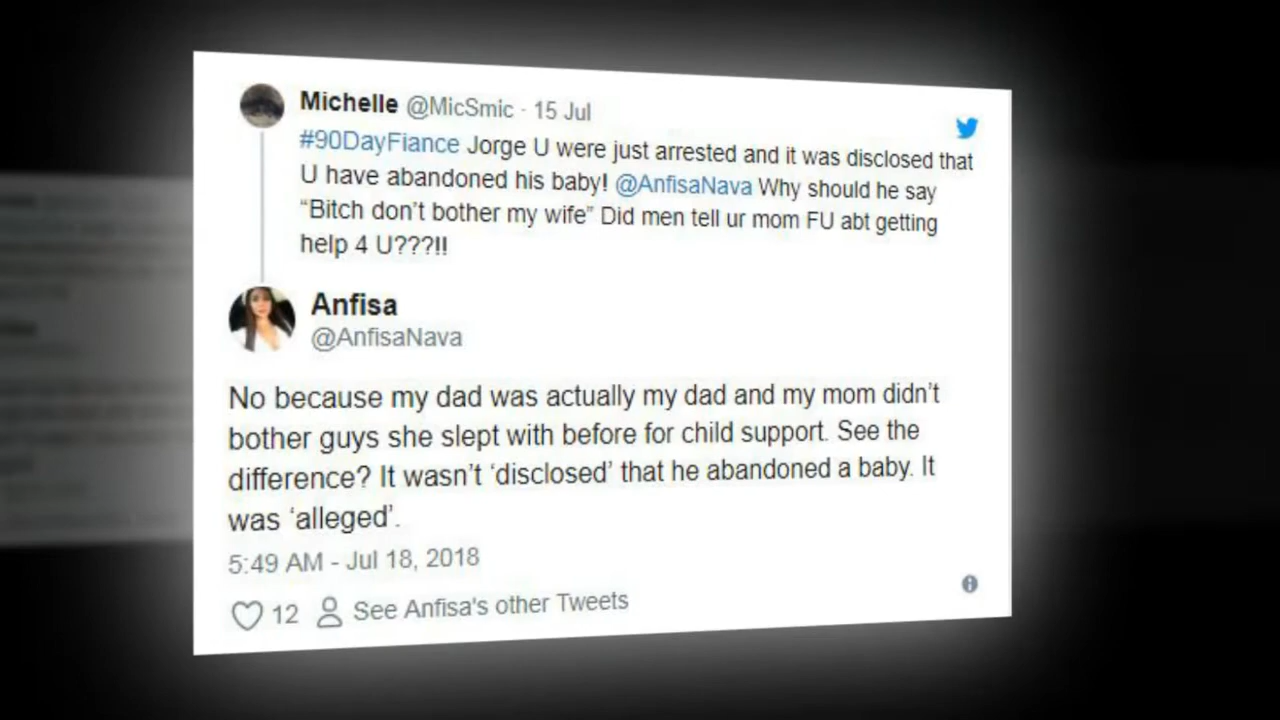 Michelle @MicSmic · 15 Jul
#90DayFiance Jorge U were just arrested and it was disclosed that
U have abandoned his baby! @AnfisaNava Why should he say
“Bitch don’t bother my wife” Did men tell ur mom FU abt getting
help 4 U???!!
Anfisa
@AnfisaNava
No because my dad was actually my dad and my mom didn’t
bother guys she slept with before for child support. See the
difference? It wasn’t ‘disclosed’ that he abandoned a baby. It
was ‘alleged’.
5:49 AM - Jul 18, 2018
12 See Anfisa's other Tweets